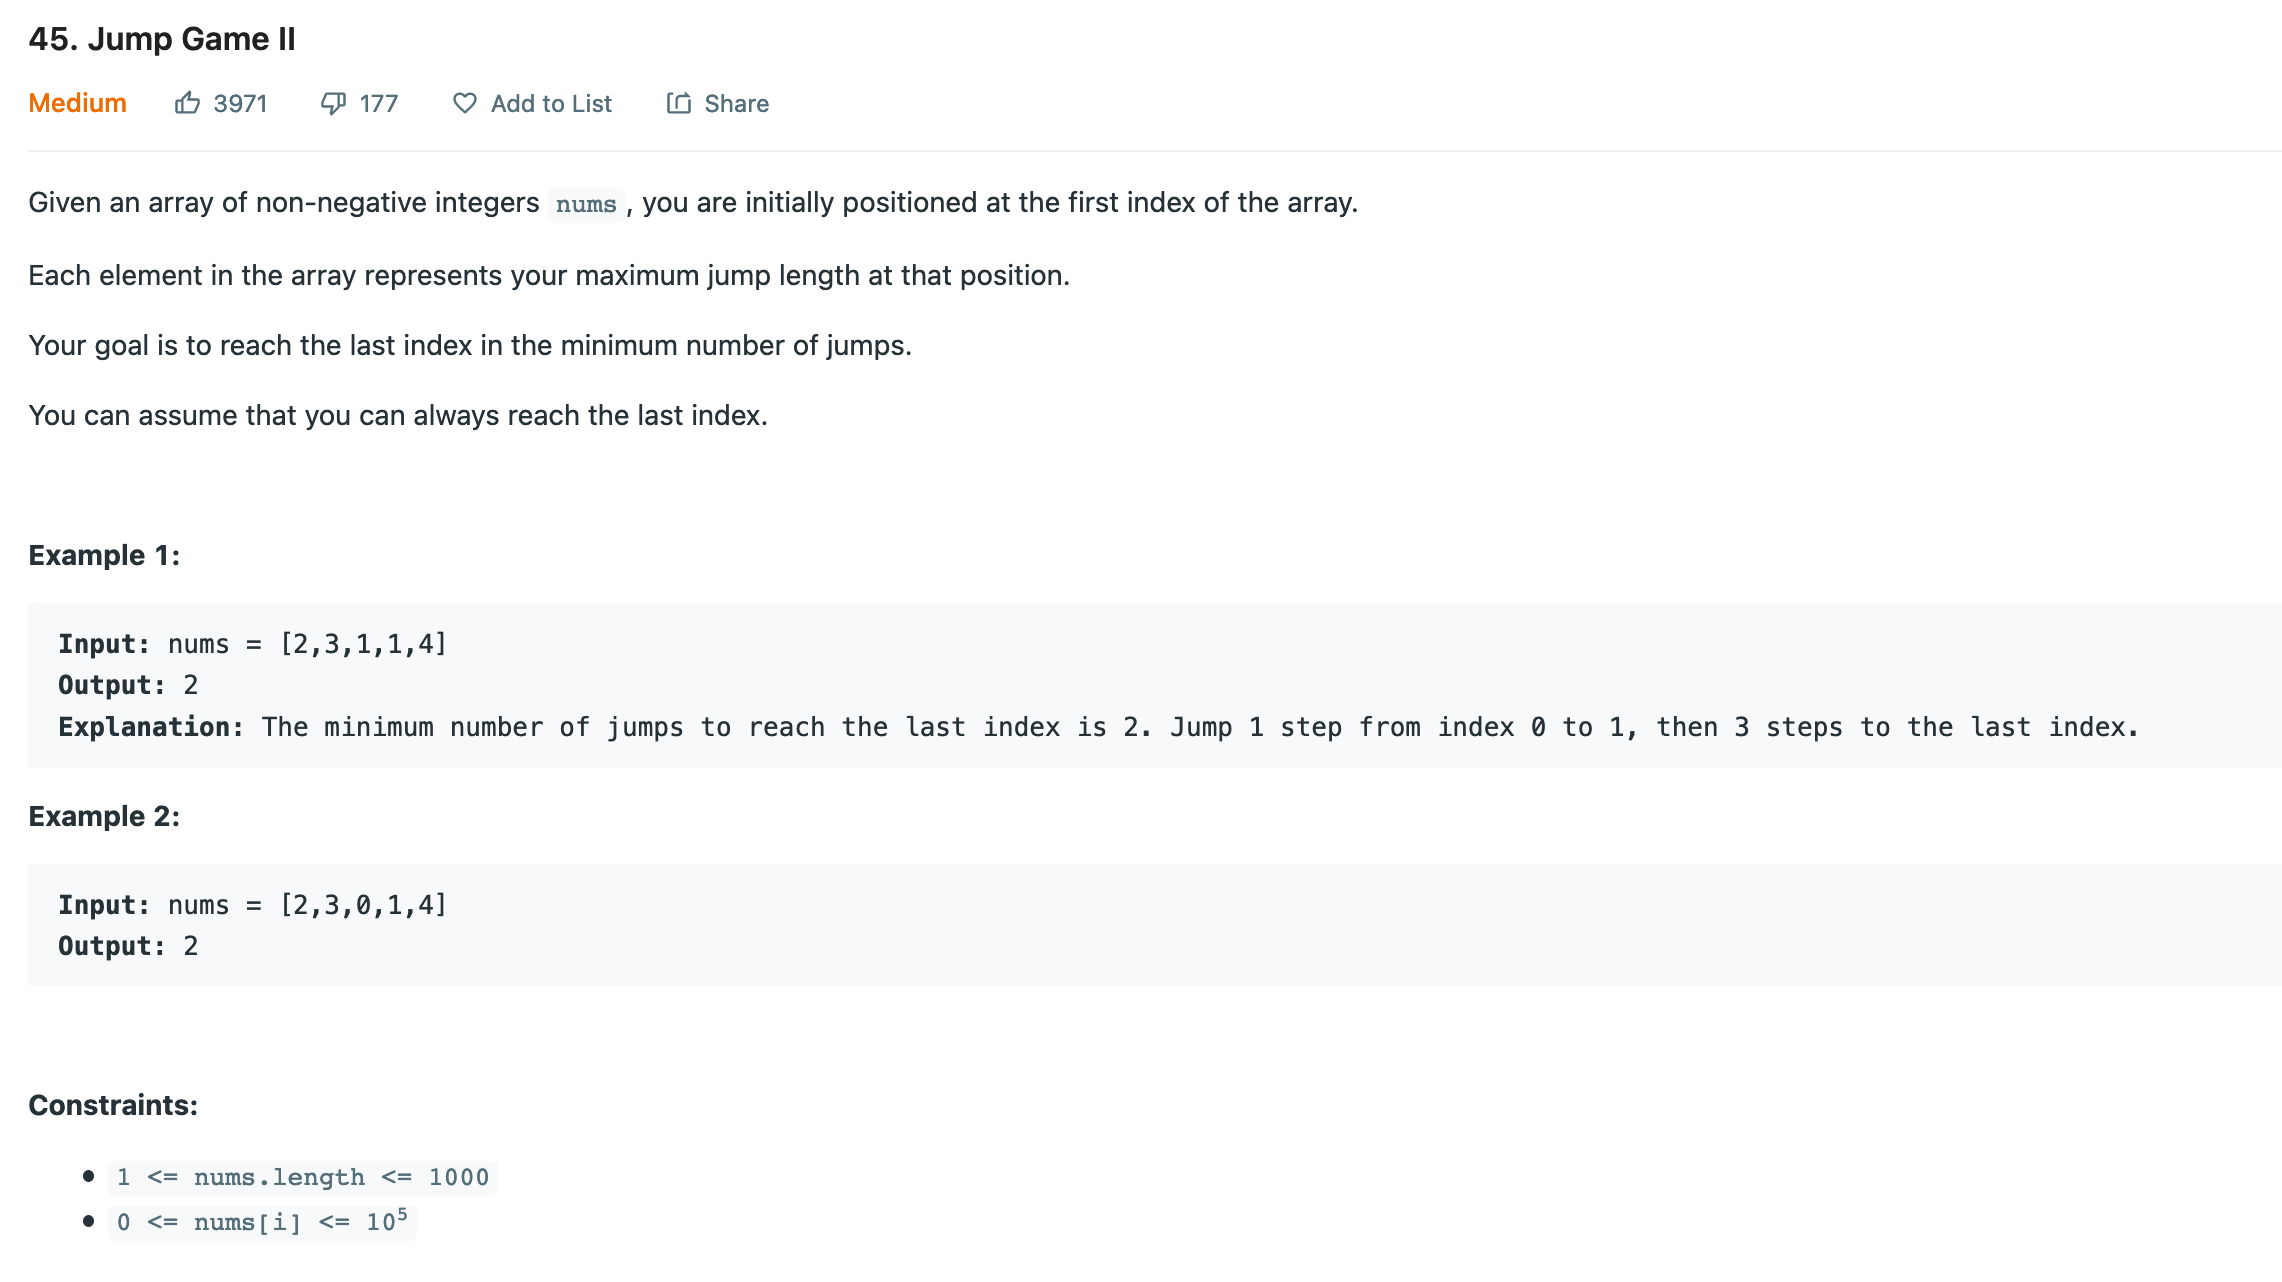 45. Jump Game II
Medium 3971 177 Add to List Share
Given an array of non-negative integers nums , you are initially positioned at the first index of the array.
Each element in the array represents your maximum jump length at that position.
Your goal is to reach the last index in the minimum number of jumps.
You can assume that you can always reach the last index.
Example 1:
Input: nums = [2,3,1,1,4]
Output: 2
Explanation: The minimum number of jumps to reach the last index is 2. Jump 1 step from index 0 to 1, then 3 steps to the last index.
Example 2:
Input: nums = [2,3,0,1,4]
Output: 2
Constraints:
• 1 <= nums.length <= 1000
• 0 <= nums[i] <= 10⁵